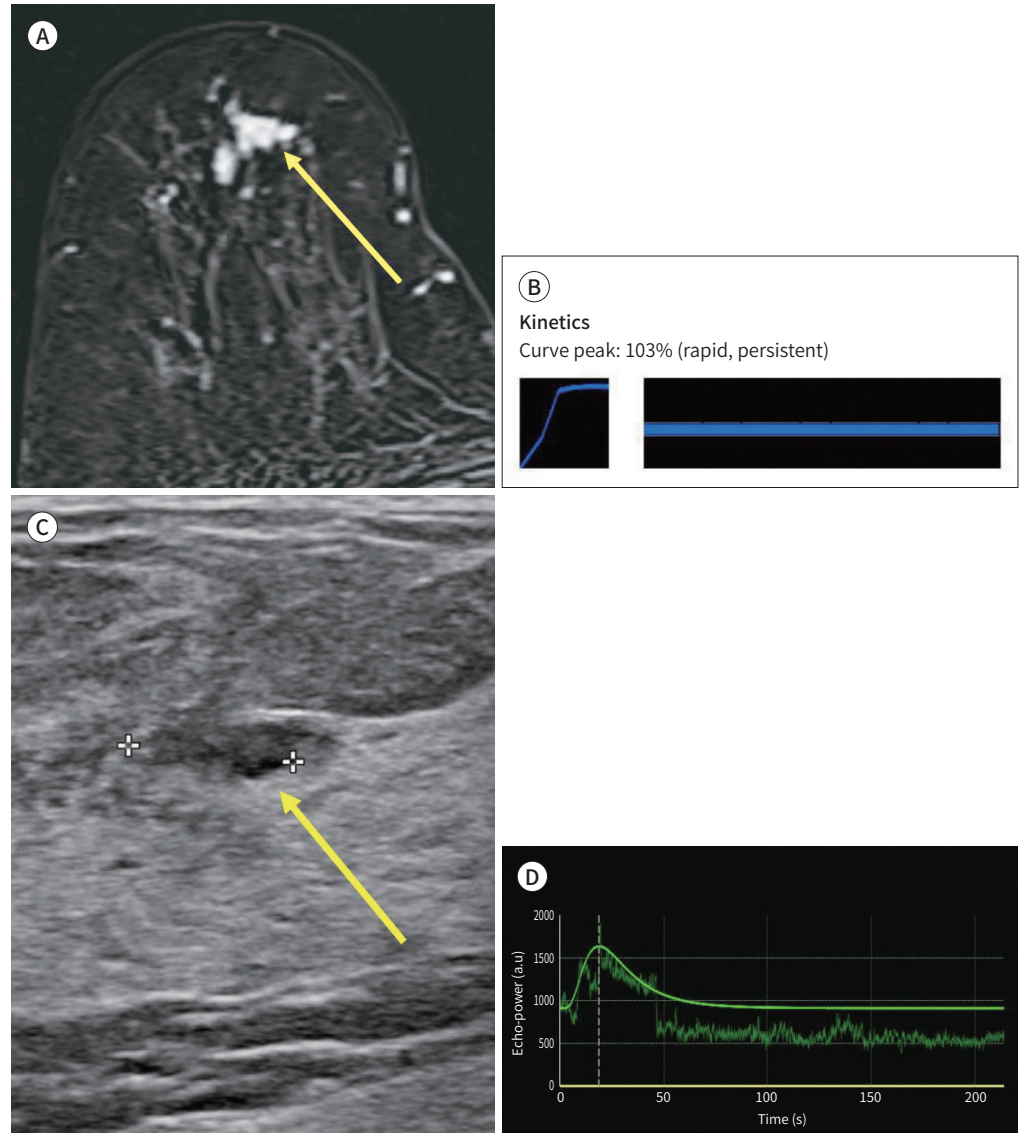 A
B
Kinetics
Curve peak: 103% (rapid, persistent)
C
D
2000
1500
1000
500
0
Echo-power (a.u)
0 50 100 150 200
Time (s)